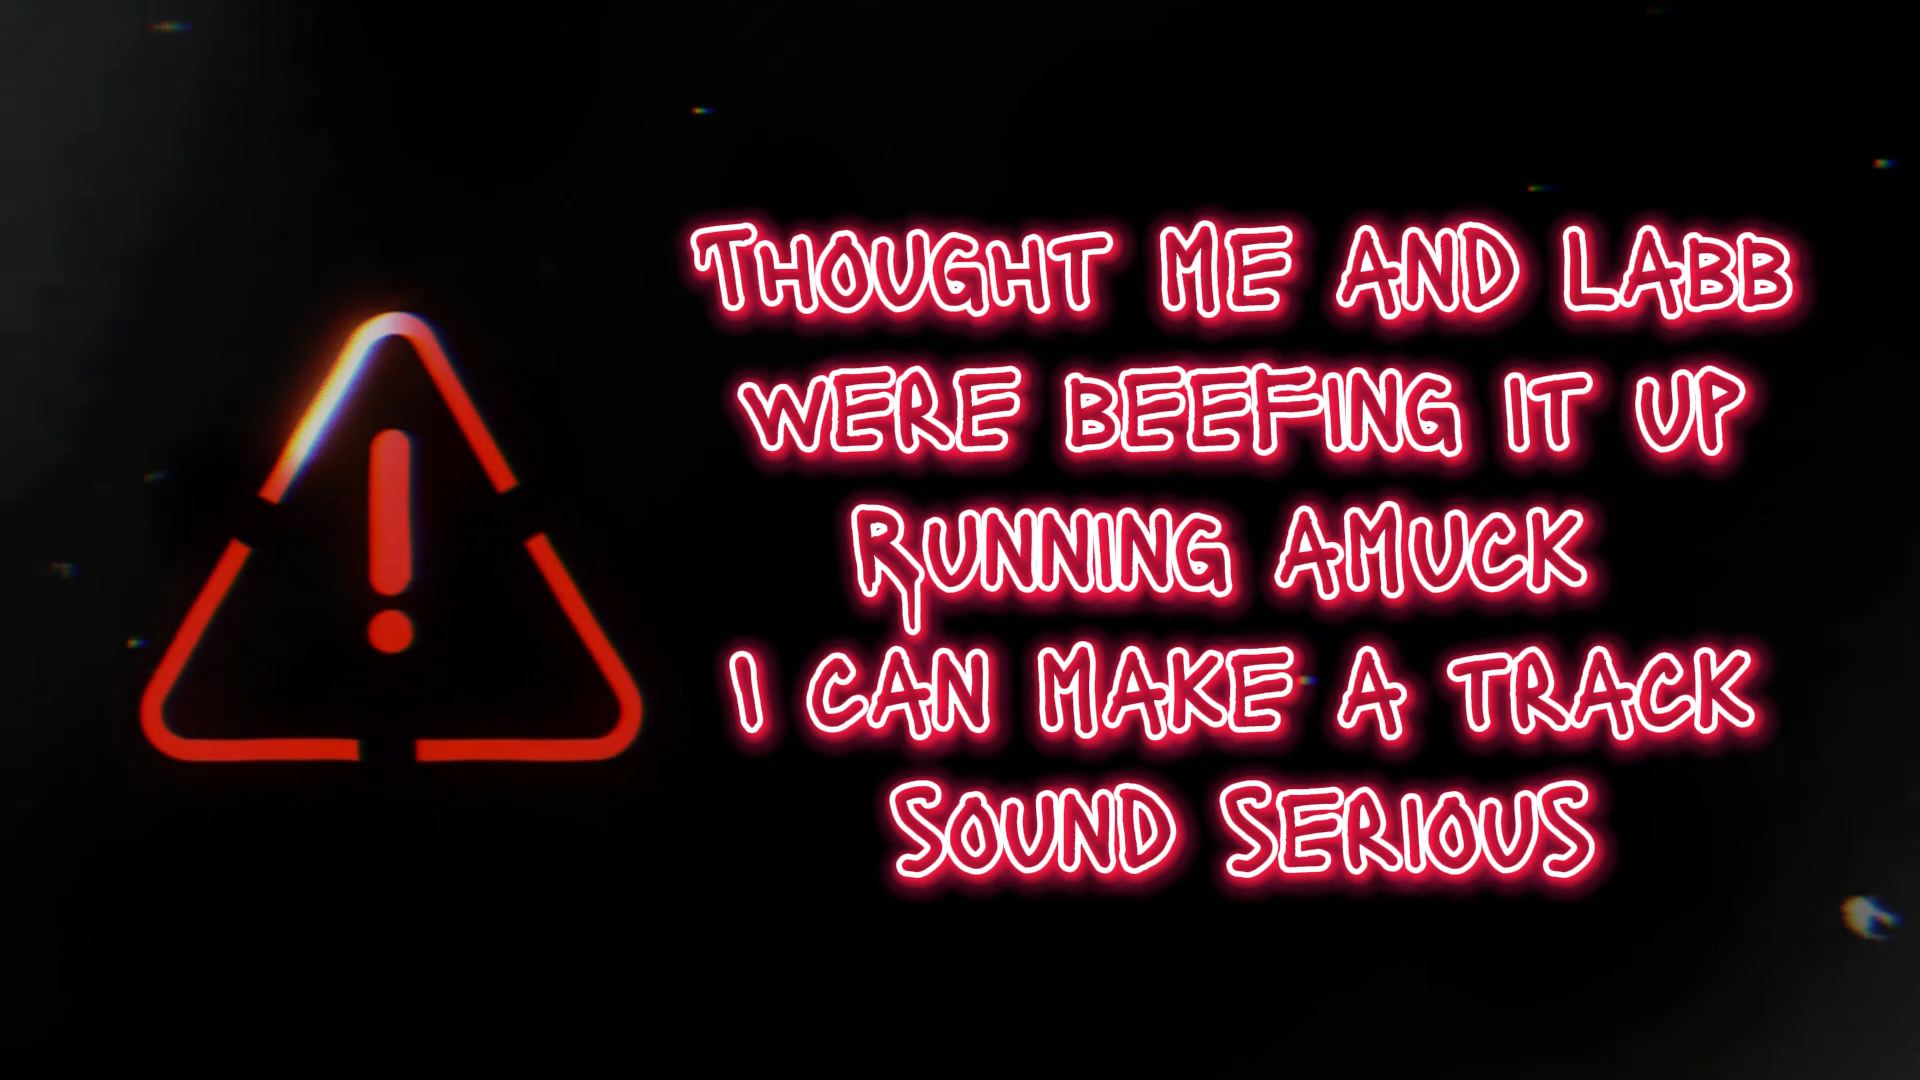 THOUGHT ME AND LABB
WERE BEEFING IT UP
RUNNING AMUCK
I CAN MAKE A TRACK
SOUND SERIOUS